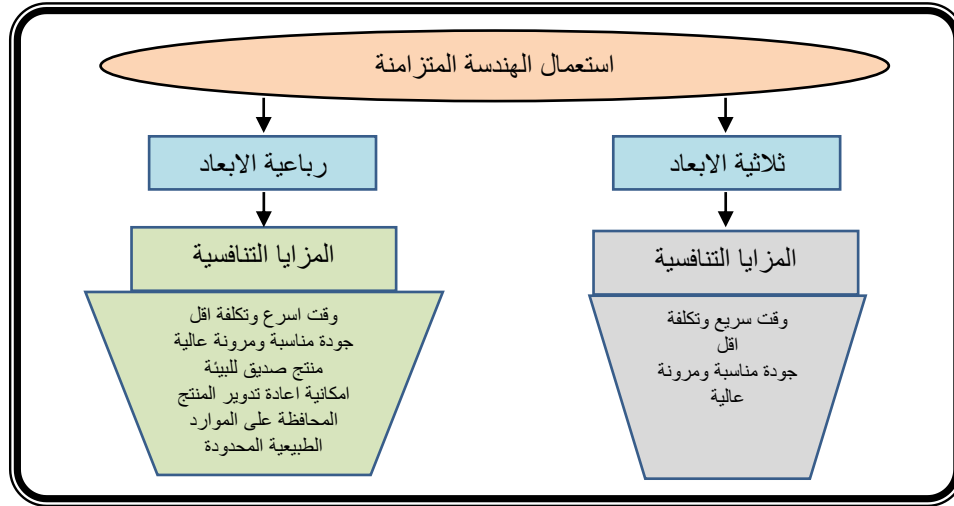 استعمال الهندسة المتزامنة
ثلاثية الابعاد
رباعية الابعاد
المزايا التنافسية
وقت سريع وتكلفة
اقل
جودة مناسبة ومرونة
عالية
المزايا التنافسية
وقت اسرع وتكلفة اقل
جودة مناسبة ومرونة عالية
منتج صديق للبيئة
امكانية اعادة تدوير المنتج
المحافظة على الموارد
الطبيعية المحدودة